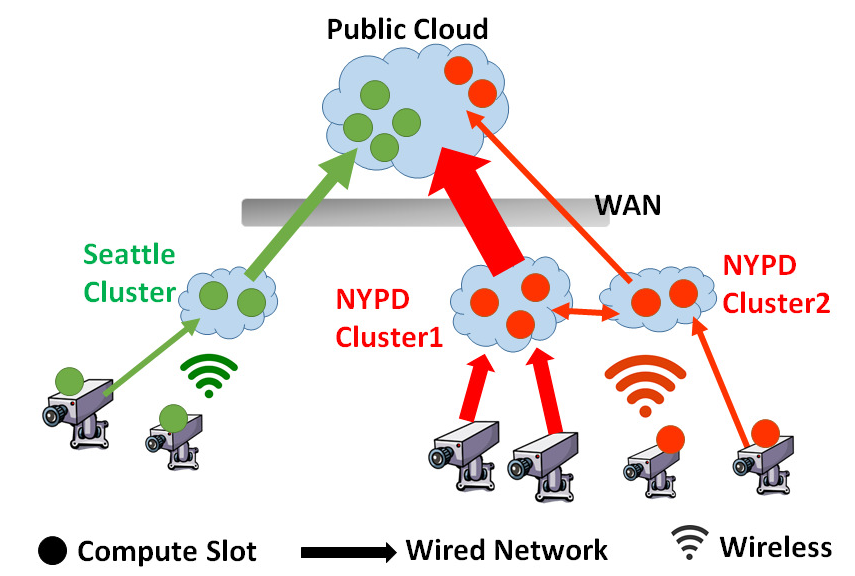 Public Cloud
WAN
Seattle
Cluster
NYPD
Cluster1
NYPD
Cluster2
Compute Slot
Wired Network
Wireless